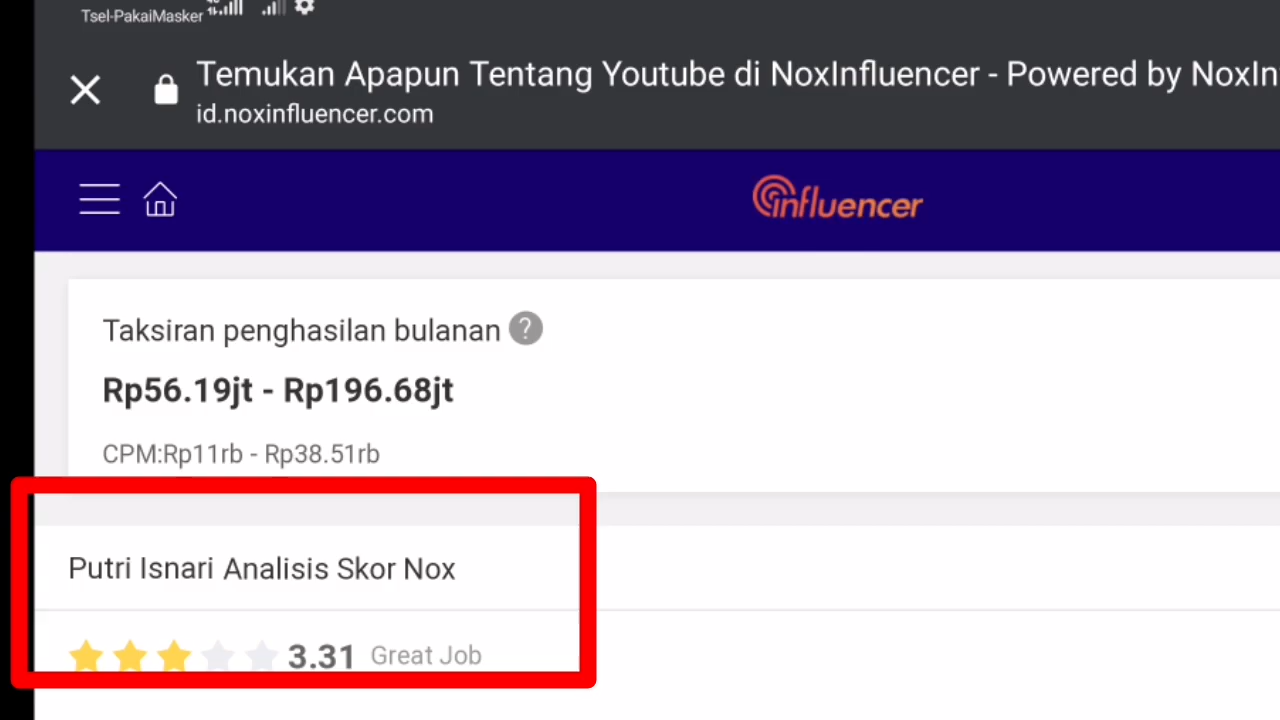 Tsel-PakaiMasker
Temukan Apapun Tentang Youtube di NoxInfluencer - Powered by NoxIn
id.noxinfluencer.com
influencer
Taksiran penghasilan bulanan ?
Rp56.19jt - Rp196.68jt
CPM:Rp11rb - Rp38.51rb
Putri Isnari Analisis Skor Nox
3.31 Great Job